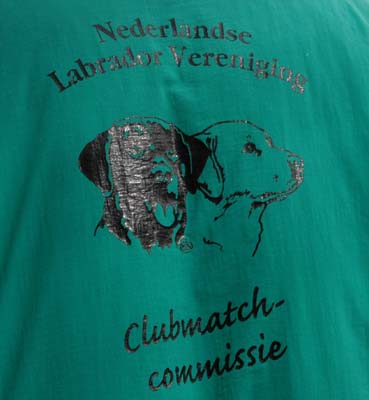 Nederlandse
Labrador Vereniging
Clubmatch-
commissie